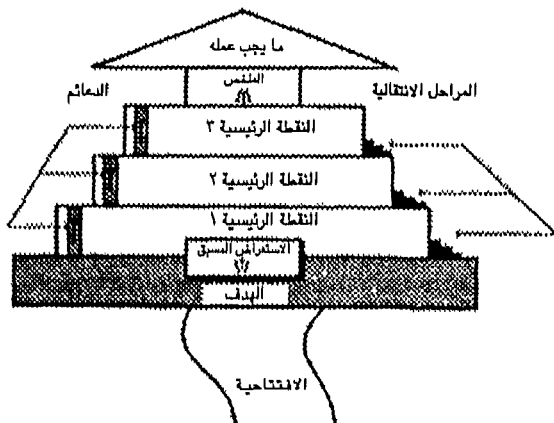 ما يجب عمله
الملخص
الدعائم
المراحل الانتقالية
النقطة الرئيسية ٣
النقطة الرئيسية ٢
النقطة الرئيسية ١
الاستعراض المسبق
الهدف
الافتتاحية